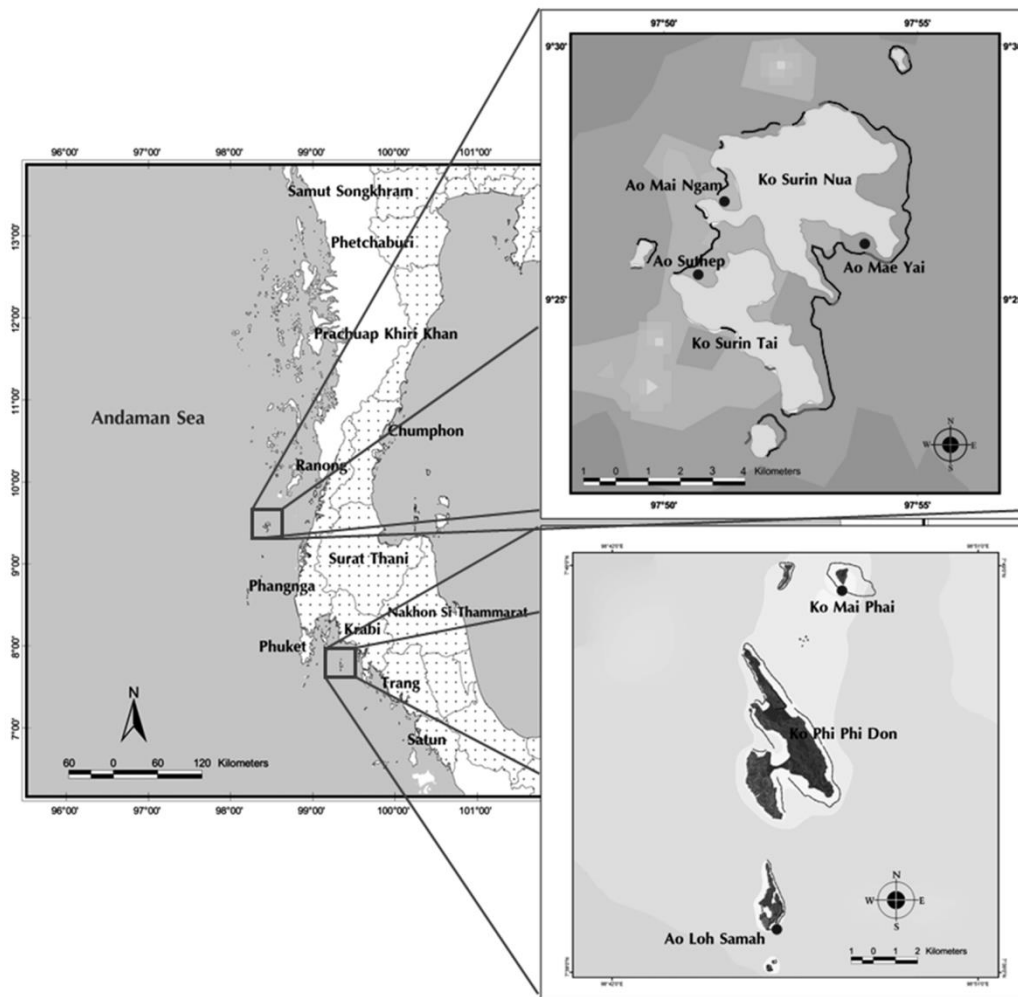 96°00'
97°00'
98°00'
99°00'
100°00'
101°00'
13°00'
12°00'
11°00'
10°00'
9°00'
8°00'
7°00'
Samut Songkhram
Phetchaburi
Prachuap Khiri Khan
Andaman Sea
Chumphon
Ranong
Surat Thani
Phangnga
Nakhon Si Thammarat
Krabi
Phuket
Trang
Satun
N
60 0 60 120 Kilometers
96°00'
97°00'
98°00'
99°00'
100°00'
101°00'
97°50'
97°55'
9°30'
Ko Surin Nua
Ao Mai Ngam
Ao Suthep
Ao Mae Yai
9°25'
Ko Surin Tai
N
W E
S
1 0 1 2 3 4 Kilometers
97°50'
97°55'
Ko Mai Phai
Ko Phi Phi Don
Ao Loh Samah
N
W E
S
1 0 1 2 Kilometers